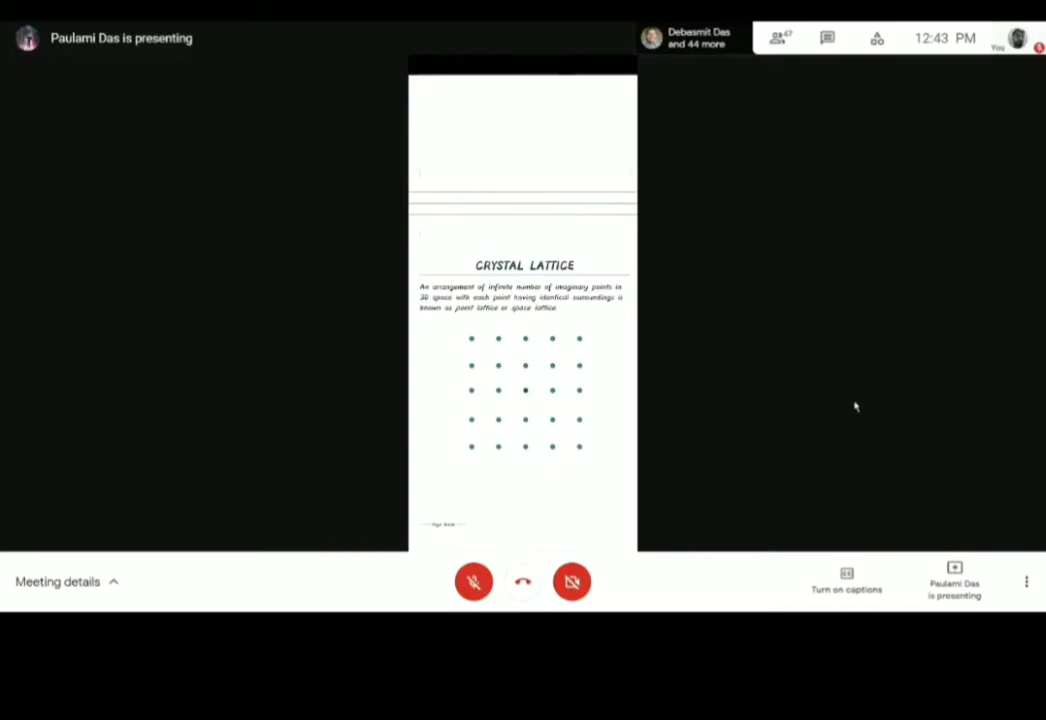 Paulami Das is presenting
Debasmit Das
and 44 more
47
12:43 PM
You
CRYSTAL LATTICE
An arrangement of infinite number of imaginary points in
3D space with each point having identical surroundings is
known as point lattice or space lattice.
Meeting details
Turn on captions
Paulami Das
is presenting